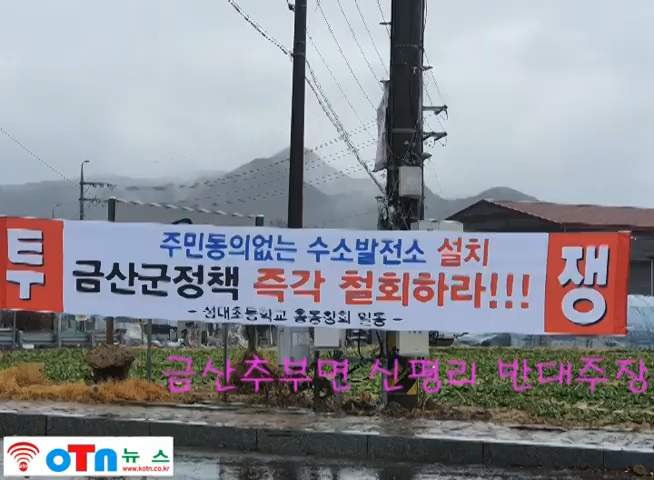 투
주민동의없는 수소발전소 설치
금산군정책 즉각 철회하라!!!
- 성대초등학교 총동창회 일동 -
쟁
금산추부면 신평리 반대주장
OTN 뉴스
www.kotn.co.kr